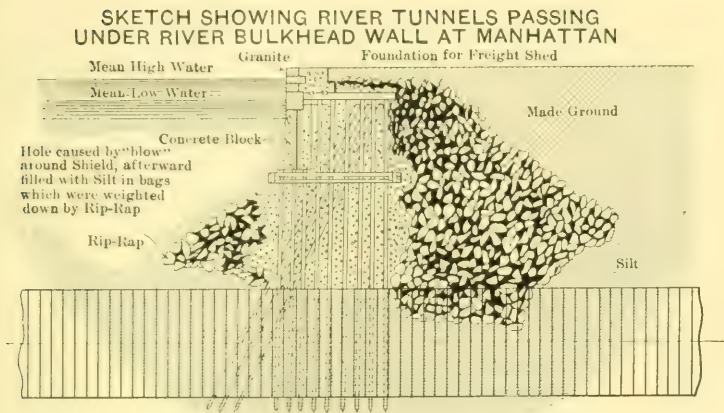 SKETCH SHOWING RIVER TUNNELS PASSING
UNDER RIVER BULKHEAD WALL AT MANHATTAN
Granite
Foundation for Freight Shed
Mean High Water
Mean Low Water
Made Ground
Concrete Block
Hole caused by "blow"
around Shield, afterward
filled with Silt in bags
which were weighted
down by Rip-Rap
Rip-Rap
Silt